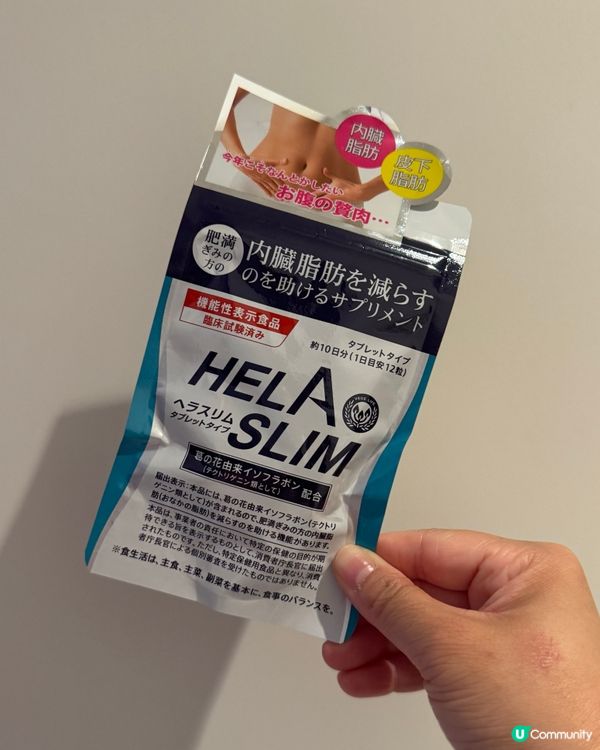 内臓
脂肪
皮下
脂肪
今年こそなんとかしたい
お腹の贅肉…
肥満
ぎみの
方の
内臓脂肪を減らす
のを助けるサプリメント
機能性表示食品
臨床試験済み
タブレットタイプ
約10日分(1日目安12粒)
HELA
SLIM
ヘラスリム
タブレットタイプ
葛の花由来イソフラボン
(テクトリゲニン類として)
配合
届出表示:本品には、葛の花由来イソフラボン(テクトリ
ゲニン類として)が含まれるので、肥満ぎみの方の内臓脂
肪(おなかの脂肪)を減らすのを助ける機能があります。
本品は、事業者の責任において特定の保健の目的が期
待できる旨を表示するものとして、消費者庁長官に届出
されたものです。ただし、特定保健用食品と異なり、消費
者庁長官による個別審査を受けたものではありません。
※食生活は、主食、主菜、副菜を基本に、食事のバランスを。
U Community